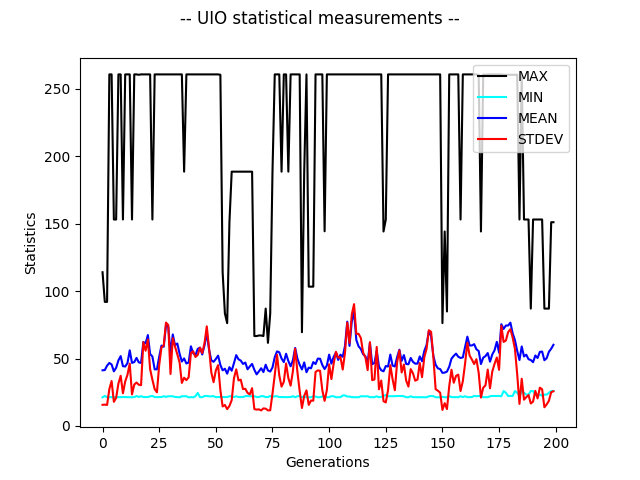 -- UIO statistical measurements --
MAX
MIN
MEAN
STDEV
250
200
150
100
50
0
Statistics
0 25 50 75 100 125 150 175 200
Generations